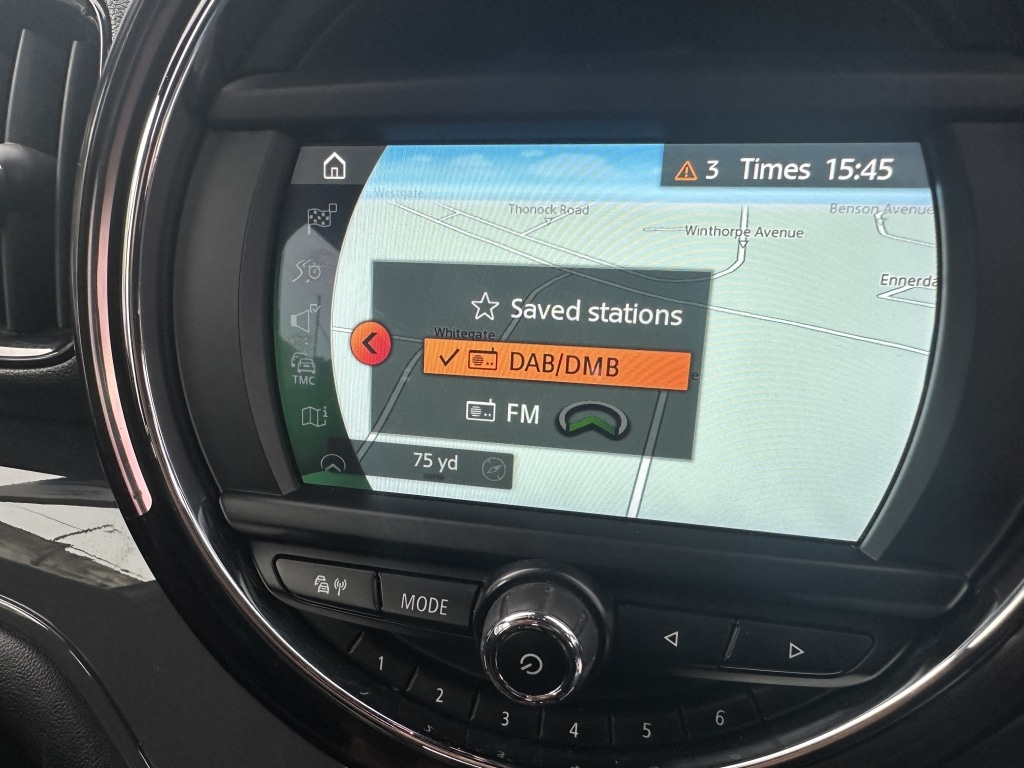 3 Times 15:45
Westgate
Thonock Road
Benson Avenue
Winthorpe Avenue
Ennerda
Saved stations
Whitegate
DAB/DMB
e
FM
TMC
75 yd
MODE
1
2
3
4
5
6